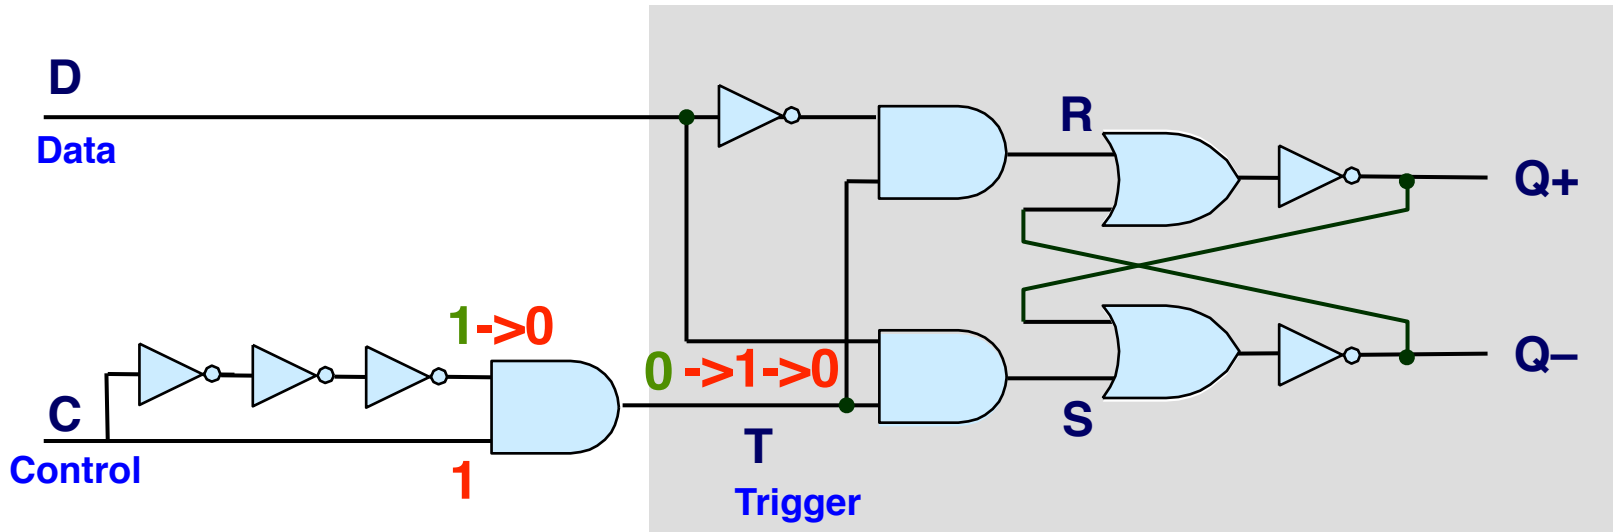 D
Data
R
Q+
1->0
0 ->1->0
Q–
C
Control
1
T
Trigger
S